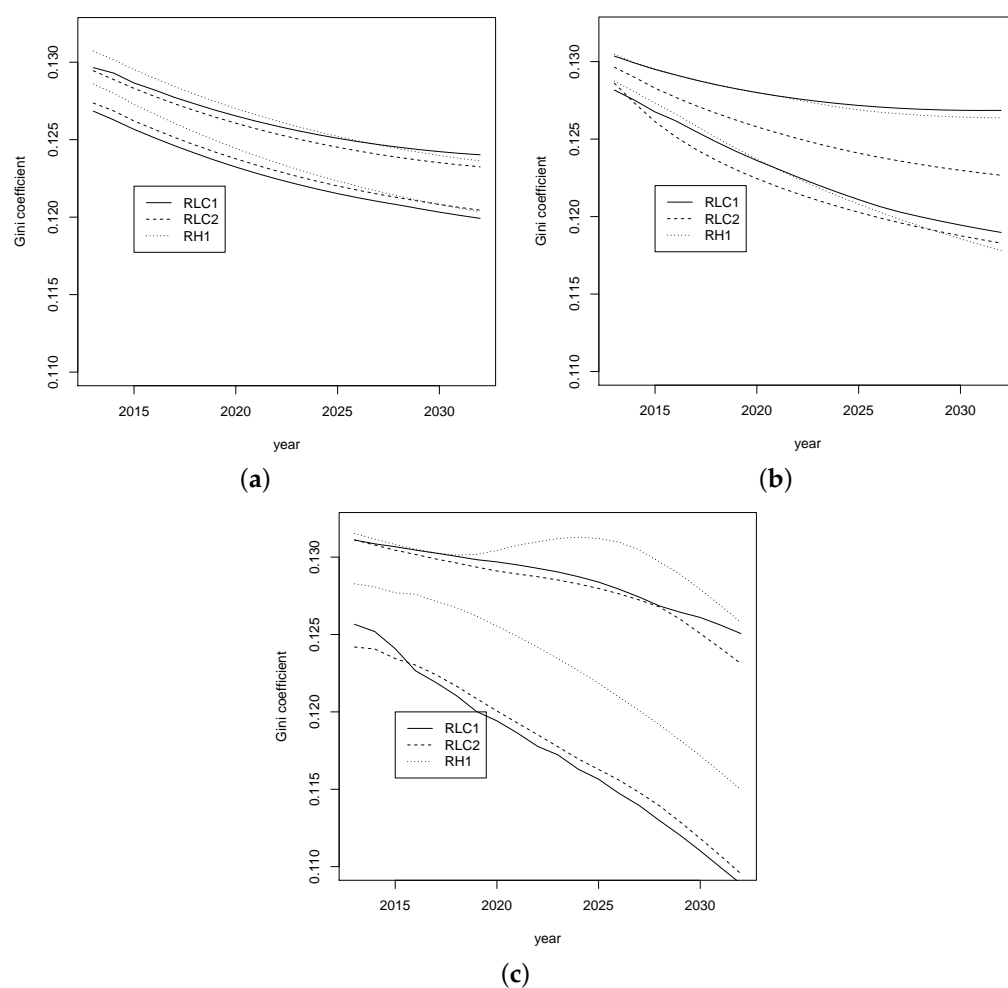 0.130
0.125
0.120
0.115
0.110
Gini coefficient
RLC1
RLC2
RH1
2015 2020 2025 2030
year
(a)
0.130
0.125
0.120
0.115
0.110
Gini coefficient
RLC1
RLC2
RH1
2015 2020 2025 2030
year
(b)
0.130
0.125
0.120
0.115
0.110
Gini coefficient
RLC1
RLC2
RH1
2015 2020 2025 2030
year
(c)